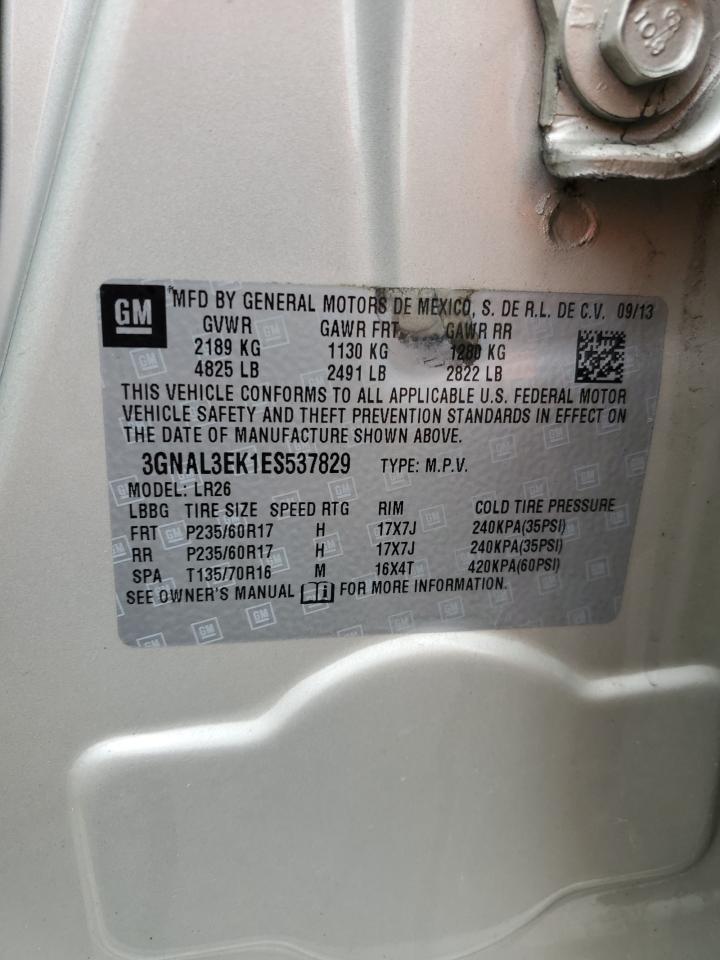 10.9
GM MFD BY GENERAL MOTORS DE MEXICO, S. DE R.L. DE C.V. 09/13
GVWR GAWR FRT GAWR RR
2189 KG 1130 KG 1280 KG
4825 LB 2491 LB 2822 LB
THIS VEHICLE CONFORMS TO ALL APPLICABLE U.S. FEDERAL MOTOR
VEHICLE SAFETY AND THEFT PREVENTION STANDARDS IN EFFECT ON
THE DATE OF MANUFACTURE SHOWN ABOVE.
3GNAL3EK1ES537829 TYPE: M.P.V.
MODEL: LR26
LBBG TIRE SIZE SPEED RTG RIM COLD TIRE PRESSURE
FRT P235/60R17 H 17X7J 240KPA(35PSI)
RR P235/60R17 H 17X7J 240KPA(35PSI)
SPA T135/70R16 M 16X4T 420KPA(60PSI)
SEE OWNER'S MANUAL i FOR MORE INFORMATION.